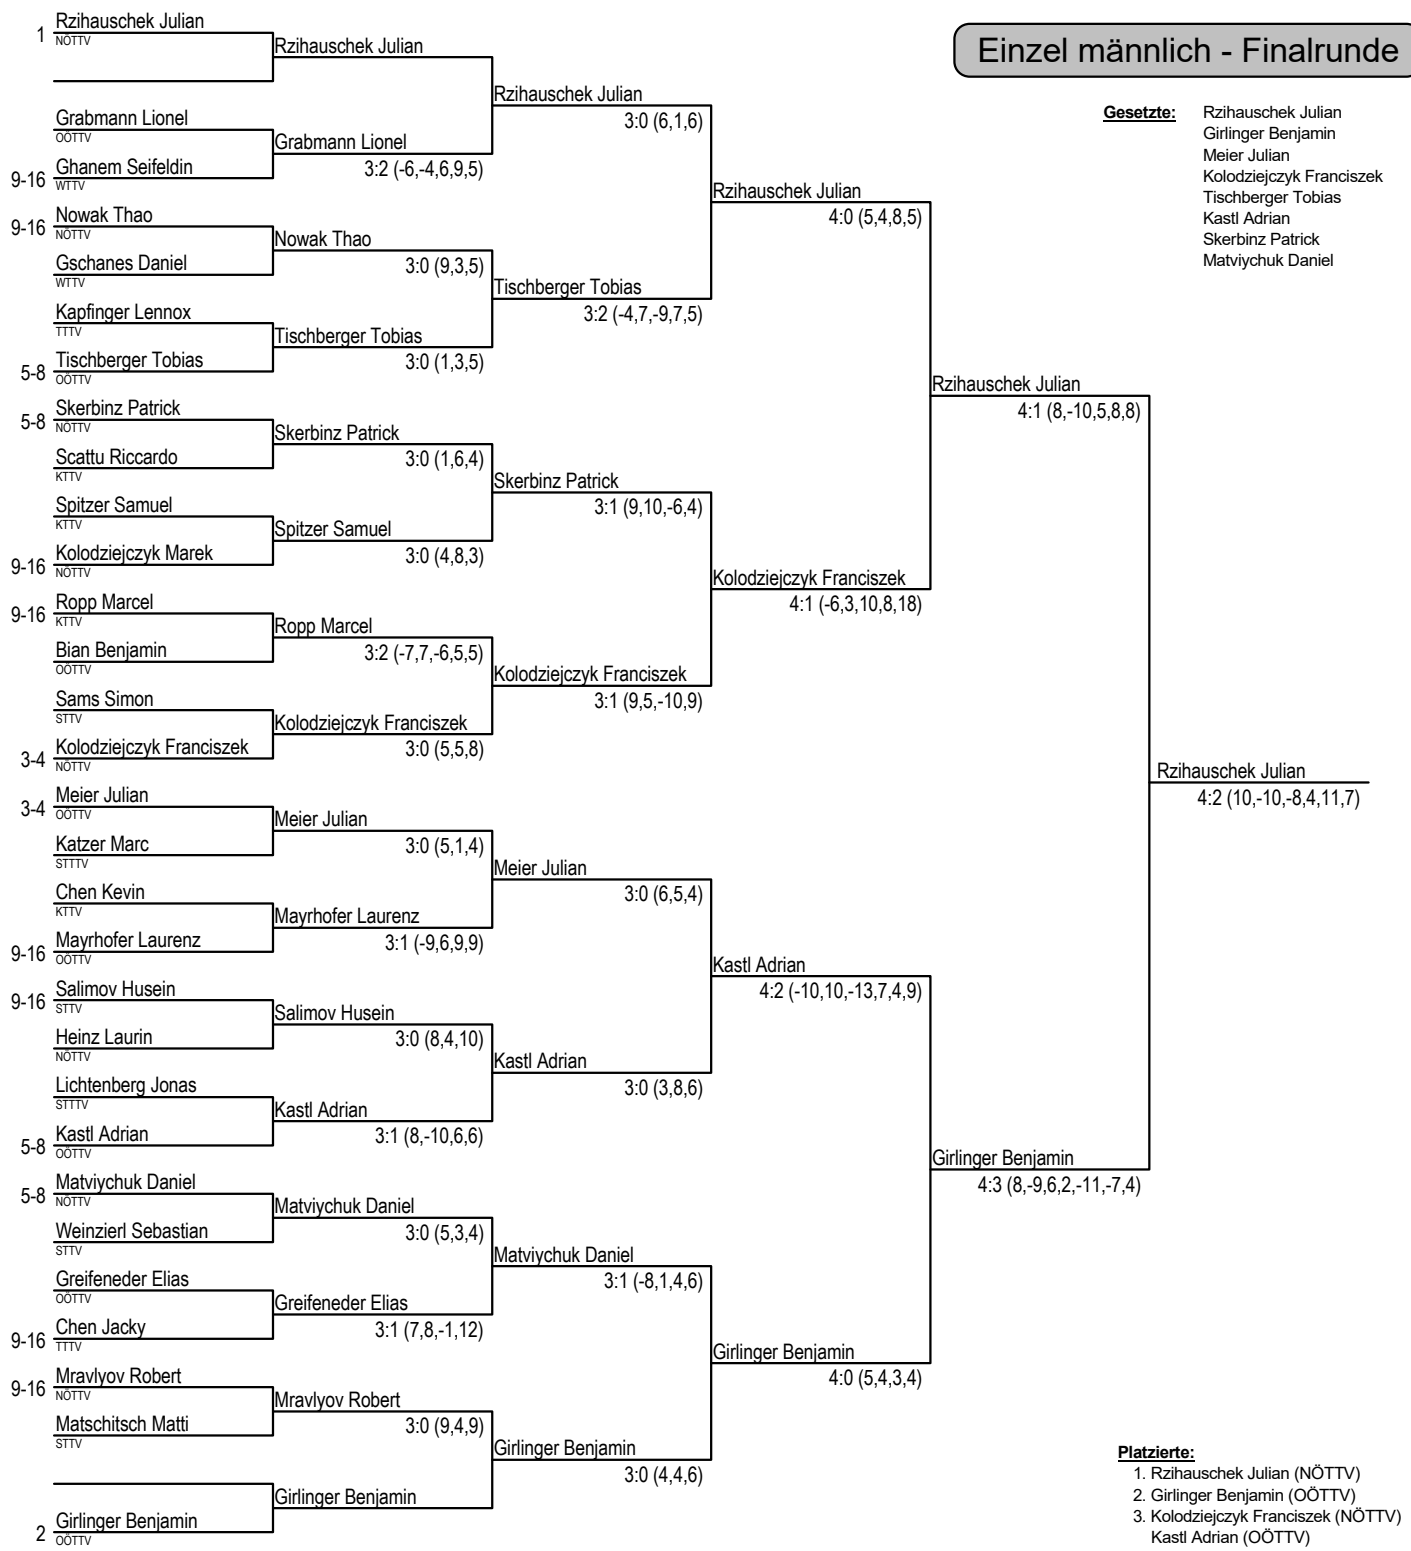 Einzel männlich - Finalrunde
Gesetzte: Rzihauschek Julian
Girlinger Benjamin
Meier Julian
Kolodziejczyk Franciszek
Tischberger Tobias
Kastl Adrian
Skerbinz Patrick
Matviychuk Daniel
1 Rzihauschek Julian
NÖTTV
Grabmann Lionel
OÖTTV
9-16 Ghanem Seifeldin
WTTV
9-16 Nowak Thao
NÖTTV
Gschanes Daniel
WTTV
Kapfinger Lennox
TTTV
5-8 Tischberger Tobias
OÖTTV
5-8 Skerbinz Patrick
NÖTTV
Scattu Riccardo
KTTV
Spitzer Samuel
KTTV
9-16 Kolodziejczyk Marek
NÖTTV
9-16 Ropp Marcel
KTTV
Bian Benjamin
OÖTTV
Sams Simon
STTV
3-4 Kolodziejczyk Franciszek
NÖTTV
3-4 Meier Julian
OÖTTV
Katzer Marc
STTTV
Chen Kevin
KTTV
9-16 Mayrhofer Laurenz
OÖTTV
9-16 Salimov Husein
STTV
Heinz Laurin
NÖTTV
Lichtenberg Jonas
STTTV
5-8 Kastl Adrian
OÖTTV
5-8 Matviychuk Daniel
NÖTTV
Weinzierl Sebastian
STTV
Greifeneder Elias
OÖTTV
9-16 Chen Jacky
TTTV
9-16 Mravlyov Robert
NÖTTV
Matschitsch Matti
STTV
2 Girlinger Benjamin
OÖTTV
Rzihauschek Julian
Grabmann Lionel
3:2 (-6,-4,6,9,5)
Nowak Thao
3:0 (9,3,5)
Tischberger Tobias
3:0 (1,3,5)
Skerbinz Patrick
3:0 (1,6,4)
Spitzer Samuel
3:0 (4,8,3)
Ropp Marcel
3:2 (-7,7,-6,5,5)
Kolodziejczyk Franciszek
3:0 (5,5,8)
Meier Julian
3:0 (5,1,4)
Mayrhofer Laurenz
3:1 (-9,6,9,9)
Salimov Husein
3:0 (8,4,10)
Kastl Adrian
3:1 (8,-10,6,6)
Matviychuk Daniel
3:0 (5,3,4)
Greifeneder Elias
3:1 (7,8,-1,12)
Mravlyov Robert
3:0 (9,4,9)
Girlinger Benjamin
Rzihauschek Julian
3:0 (6,1,6)
Tischberger Tobias
3:2 (-4,7,-9,7,5)
Skerbinz Patrick
3:1 (9,10,-6,4)
Kolodziejczyk Franciszek
3:1 (9,5,-10,9)
Meier Julian
3:0 (6,5,4)
Kastl Adrian
3:0 (3,8,6)
Matviychuk Daniel
3:1 (-8,1,4,6)
Girlinger Benjamin
3:0 (4,4,6)
Rzihauschek Julian
4:0 (5,4,8,5)
Kolodziejczyk Franciszek
4:1 (-6,3,10,8,18)
Kastl Adrian
4:2 (-10,10,-13,7,4,9)
Girlinger Benjamin
4:0 (5,4,3,4)
Rzihauschek Julian
4:1 (8,-10,5,8,8)
Girlinger Benjamin
4:3 (8,-9,6,2,-11,-7,4)
Rzihauschek Julian
4:2 (10,-10,-8,4,11,7)
Platzierte:
1. Rzihauschek Julian (NÖTTV)
2. Girlinger Benjamin (OÖTTV)
3. Kolodziejczyk Franciszek (NÖTTV)
Kastl Adrian (OÖTTV)